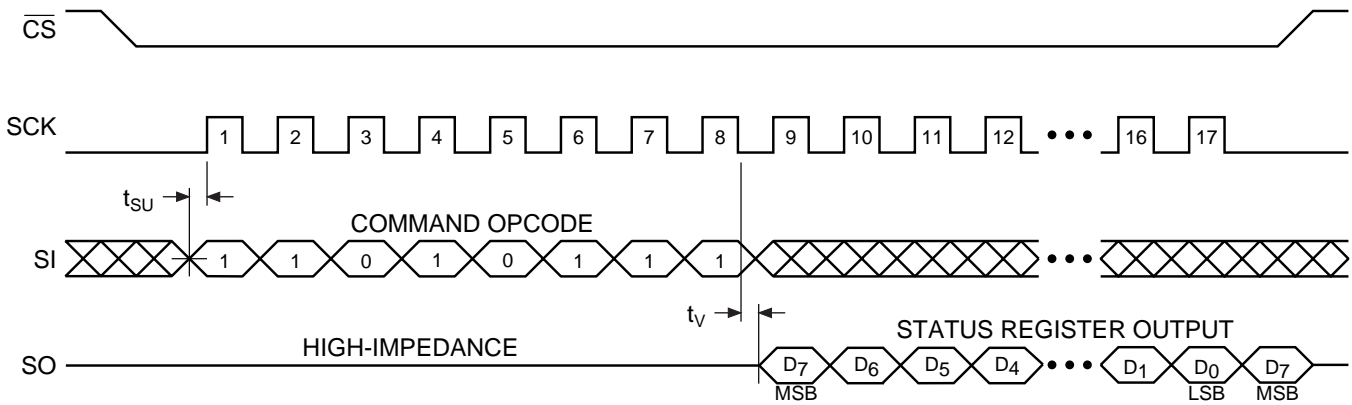 CS
SCK 1 2 3 4 5 6 7 8 9 10 11 12 ••• 16 17
tSU
COMMAND OPCODE
SI 1 1 0 1 0 1 1 1 •••
tV
STATUS REGISTER OUTPUT
HIGH-IMPEDANCE
SO D7 D6 D5 D4 ••• D1 D0 D7
MSB LSB MSB